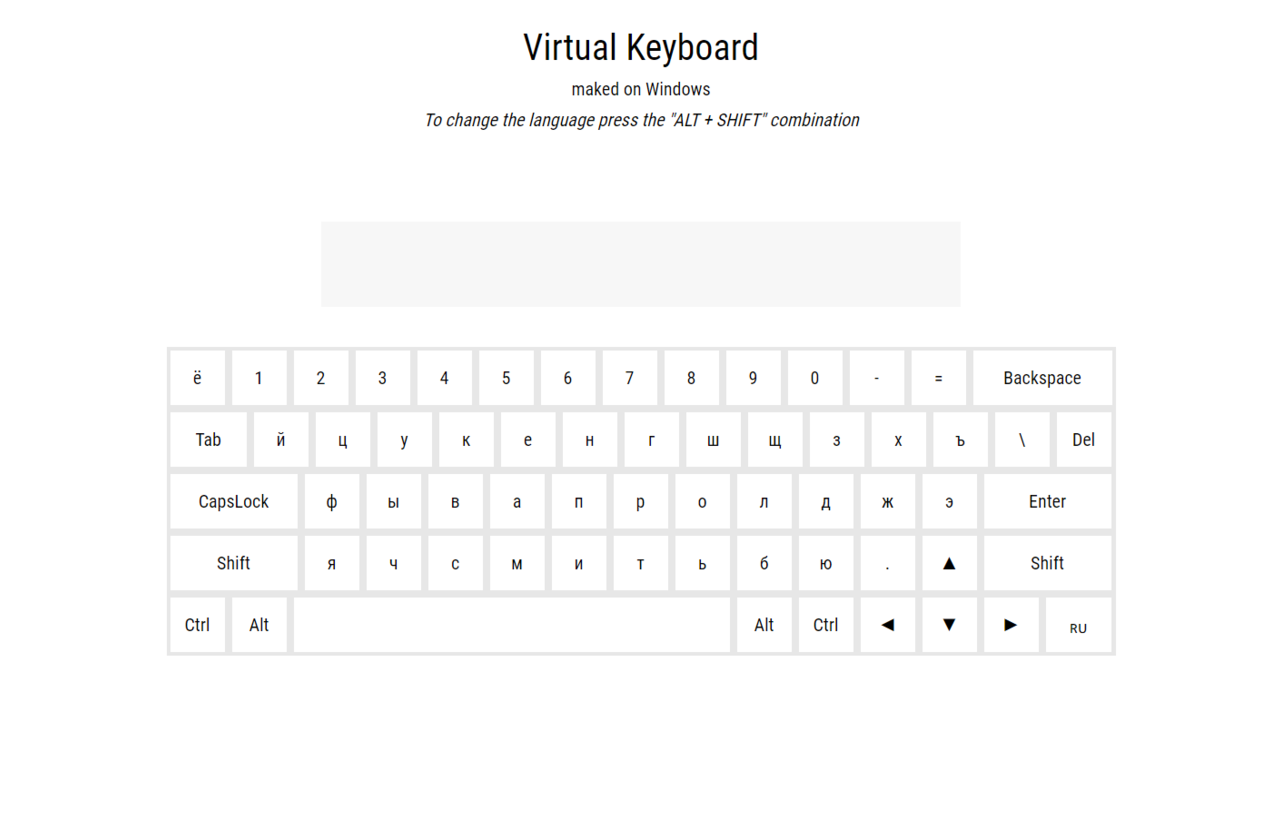 Virtual Keyboard
maked on Windows
To change the language press the "ALT + SHIFT" combination
ё 1 2 3 4 5 6 7 8 9 0 - = Backspace
Tab й ц у к е н г ш щ з х ъ \ Del
CapsLock ф ы в а п р о л д ж э Enter
Shift я ч с м и т ь б ю . ▲ Shift
Ctrl Alt Alt Ctrl ◄ ▼ ► RU